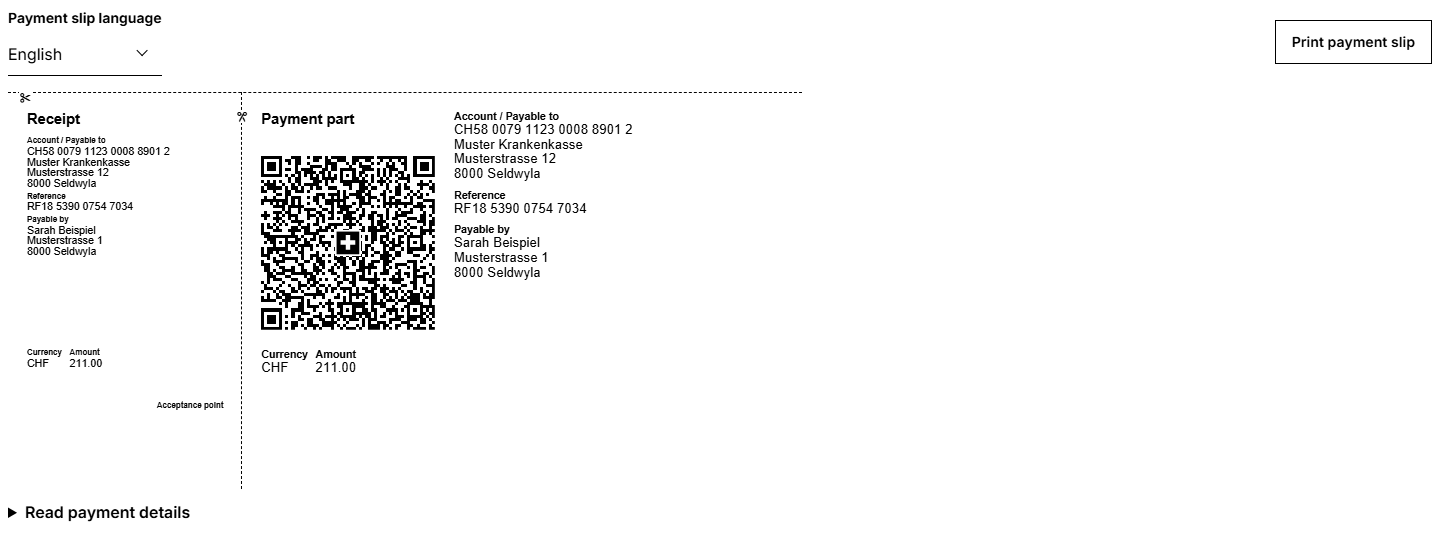 Payment slip language
English
Print payment slip
Receipt
Account / Payable to
CH58 0079 1123 0008 8901 2
Muster Krankenkasse
Musterstrasse 12
8000 Seldwyla
Reference
RF18 5390 0754 7034
Payable by
Sarah Beispiel
Musterstrasse 1
8000 Seldwyla
Currency Amount
CHF 211.00
Acceptance point
Payment part
Currency Amount
CHF 211.00
Account / Payable to
CH58 0079 1123 0008 8901 2
Muster Krankenkasse
Musterstrasse 12
8000 Seldwyla
Reference
RF18 5390 0754 7034
Payable by
Sarah Beispiel
Musterstrasse 1
8000 Seldwyla
Read payment details